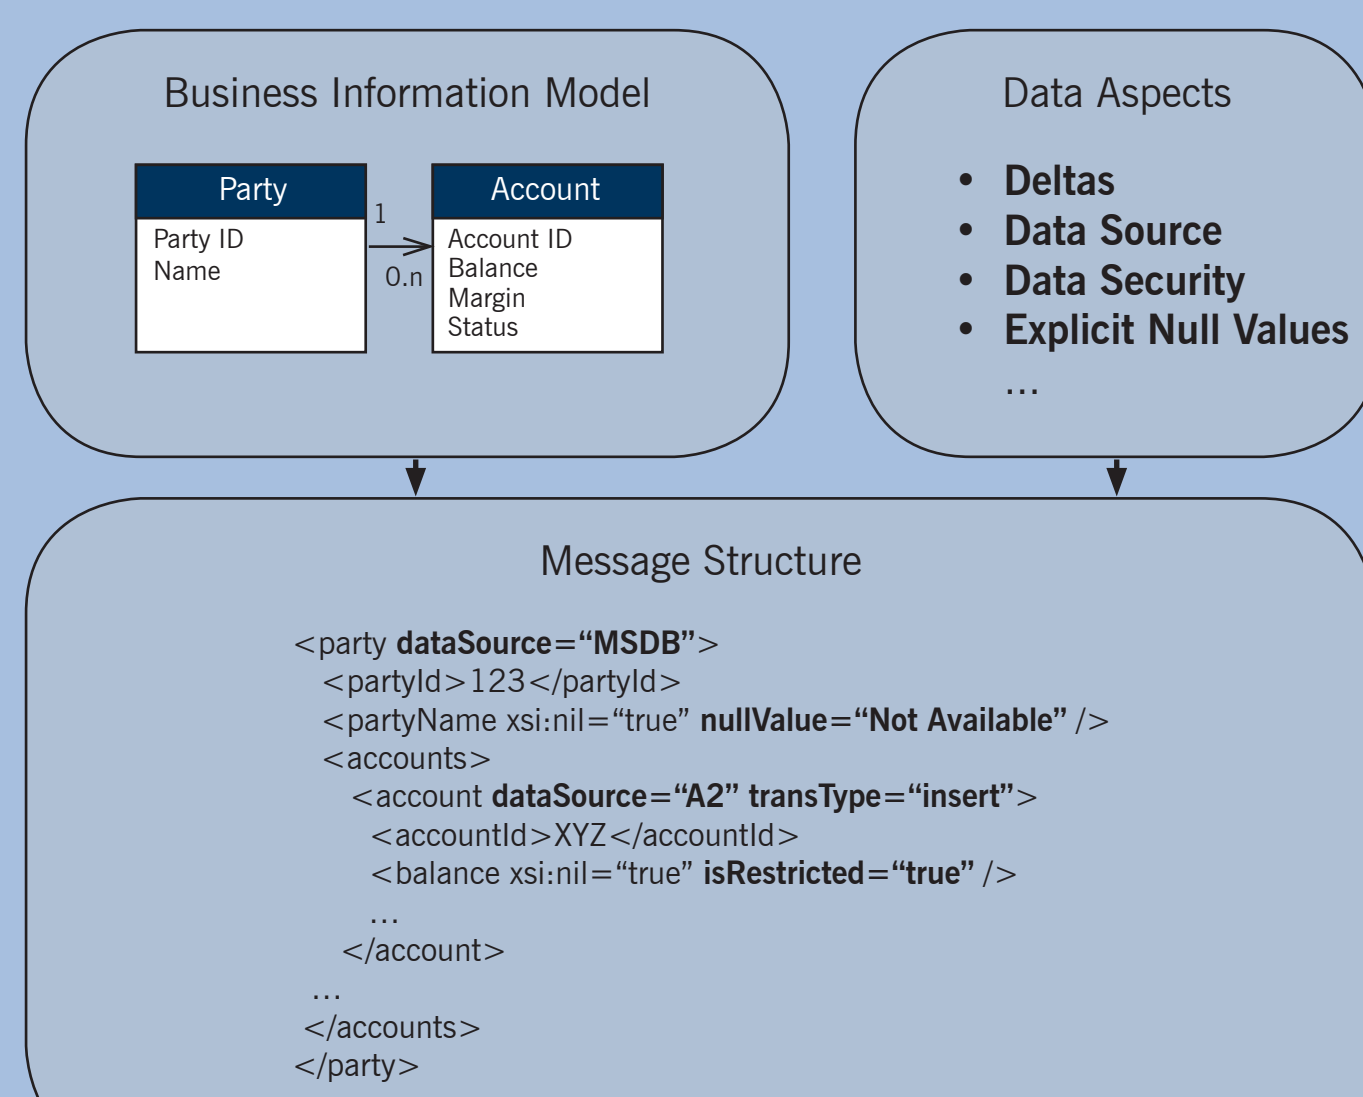 Business Information Model
Party
Party ID
Name
1
0.n
Account
Account ID
Balance
Margin
Status
Data Aspects
• Deltas
• Data Source
• Data Security
• Explicit Null Values
...
Message Structure
<party dataSource=“MSDB”>
<partyId>123</partyId>
<partyName xsi:nil=“true” nullValue=“Not Available” />
<accounts>
<account dataSource=“A2” transType=“insert”>
<accountId>XYZ</accountId>
<balance xsi:nil=“true” isRestricted=“true” />
...
</account>
...
</accounts>
</party>